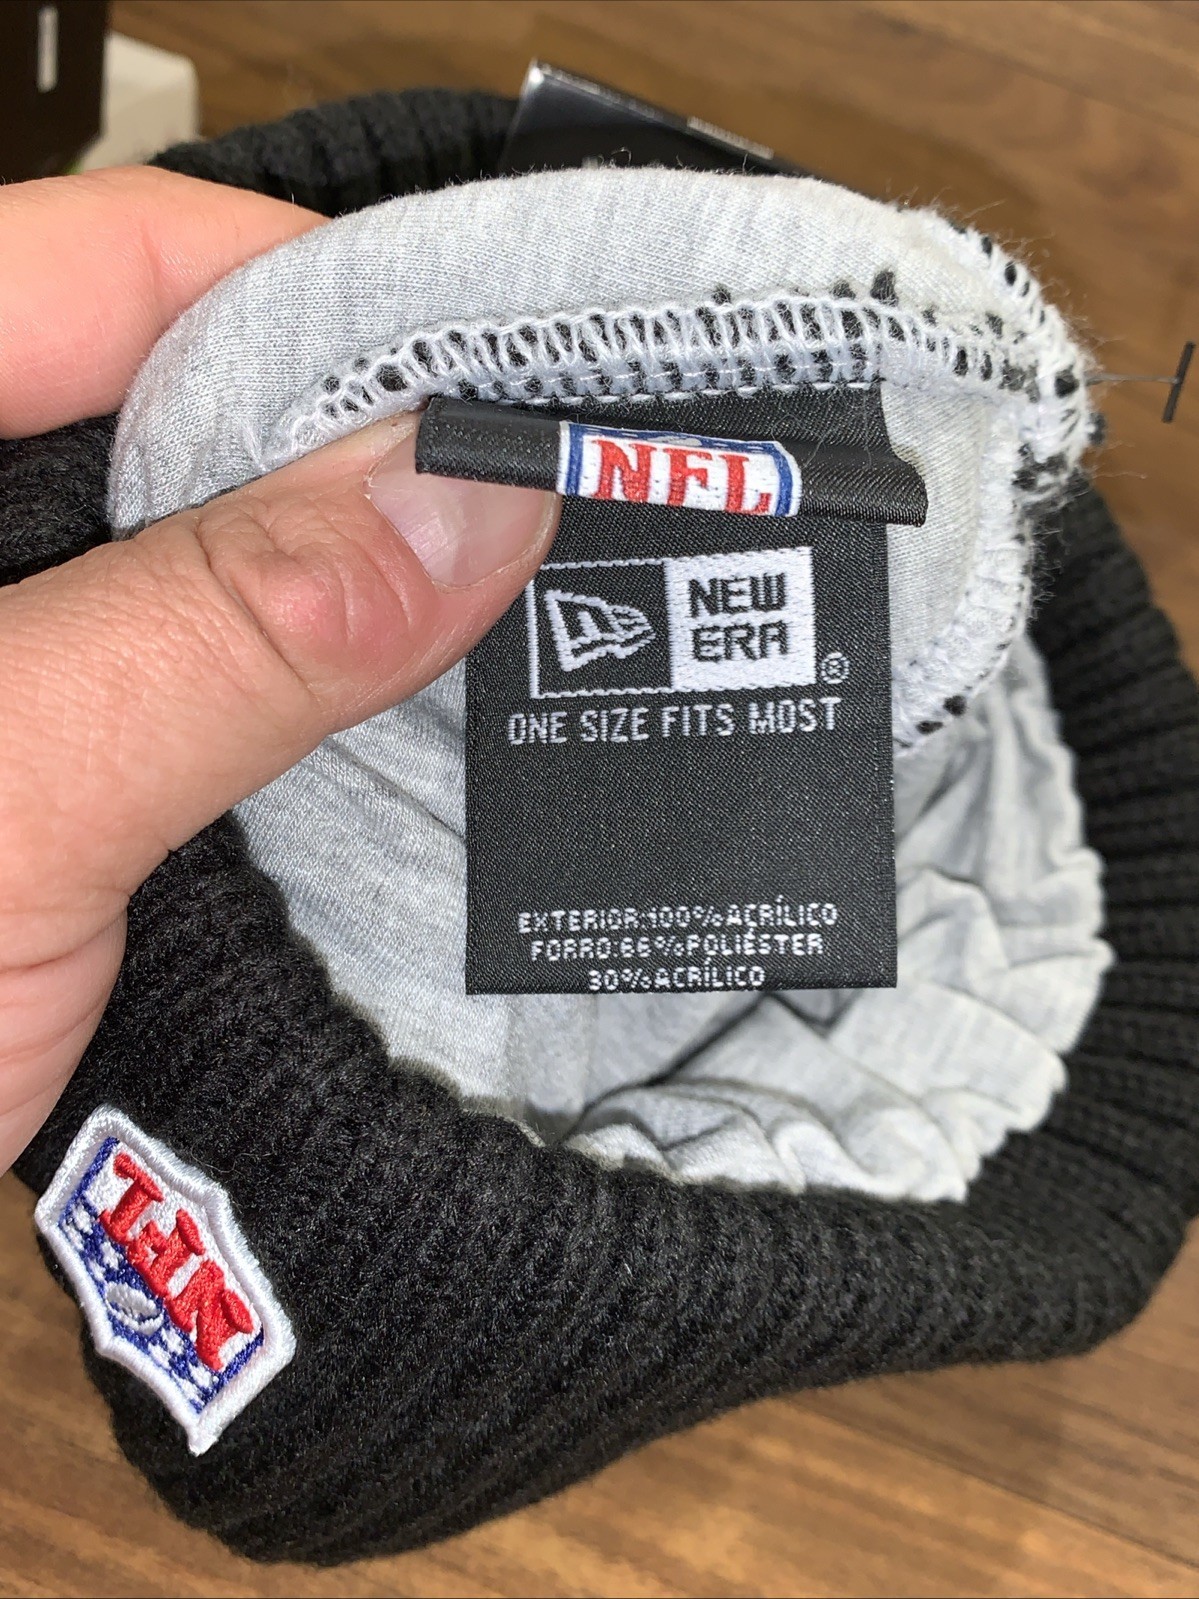 NFL
NEW
ERA®
ONE SIZE FITS MOST
EXTERIOR:100%ACRÍLICO
FORRO:66%POLIÉSTER
30%ACRÍLICO
NFL